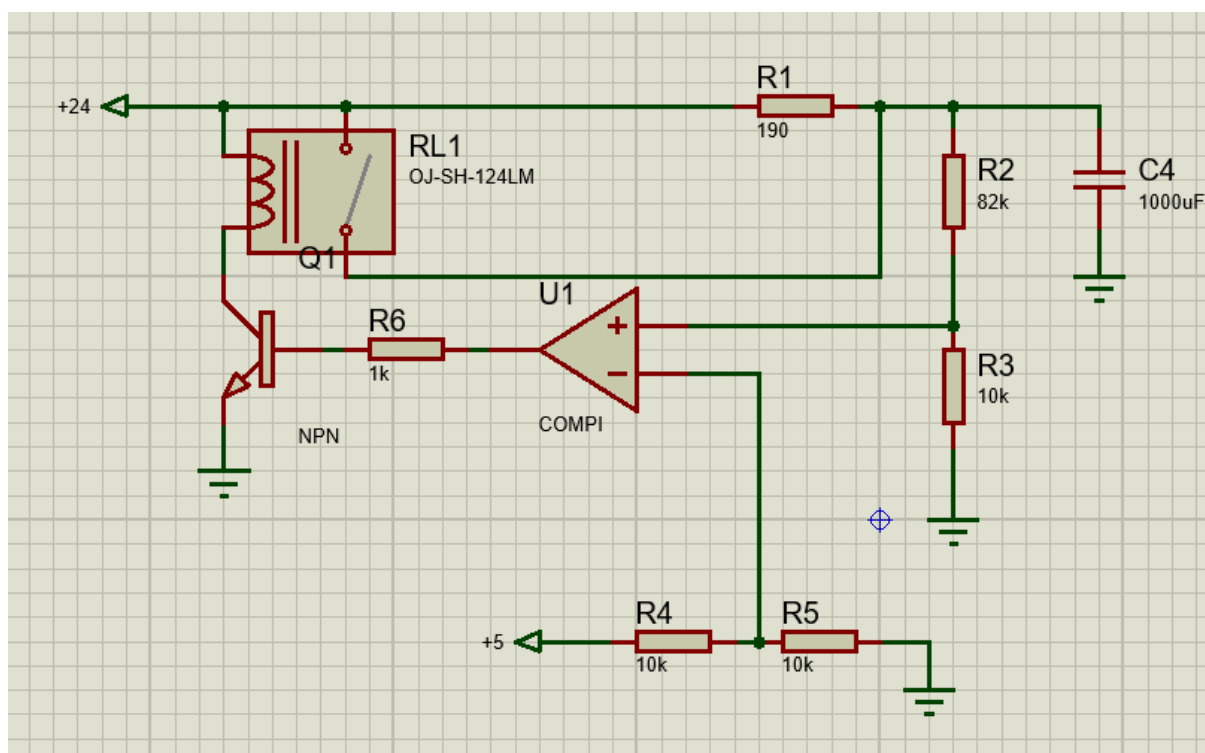 +24
R1
190
RL1
OJ-SH-124LM
R2
82k
C4
1000uF
Q1
U1
+
−
COMPI
R6
1k
NPN
R3
10k
+5
R4
10k
R5
10k